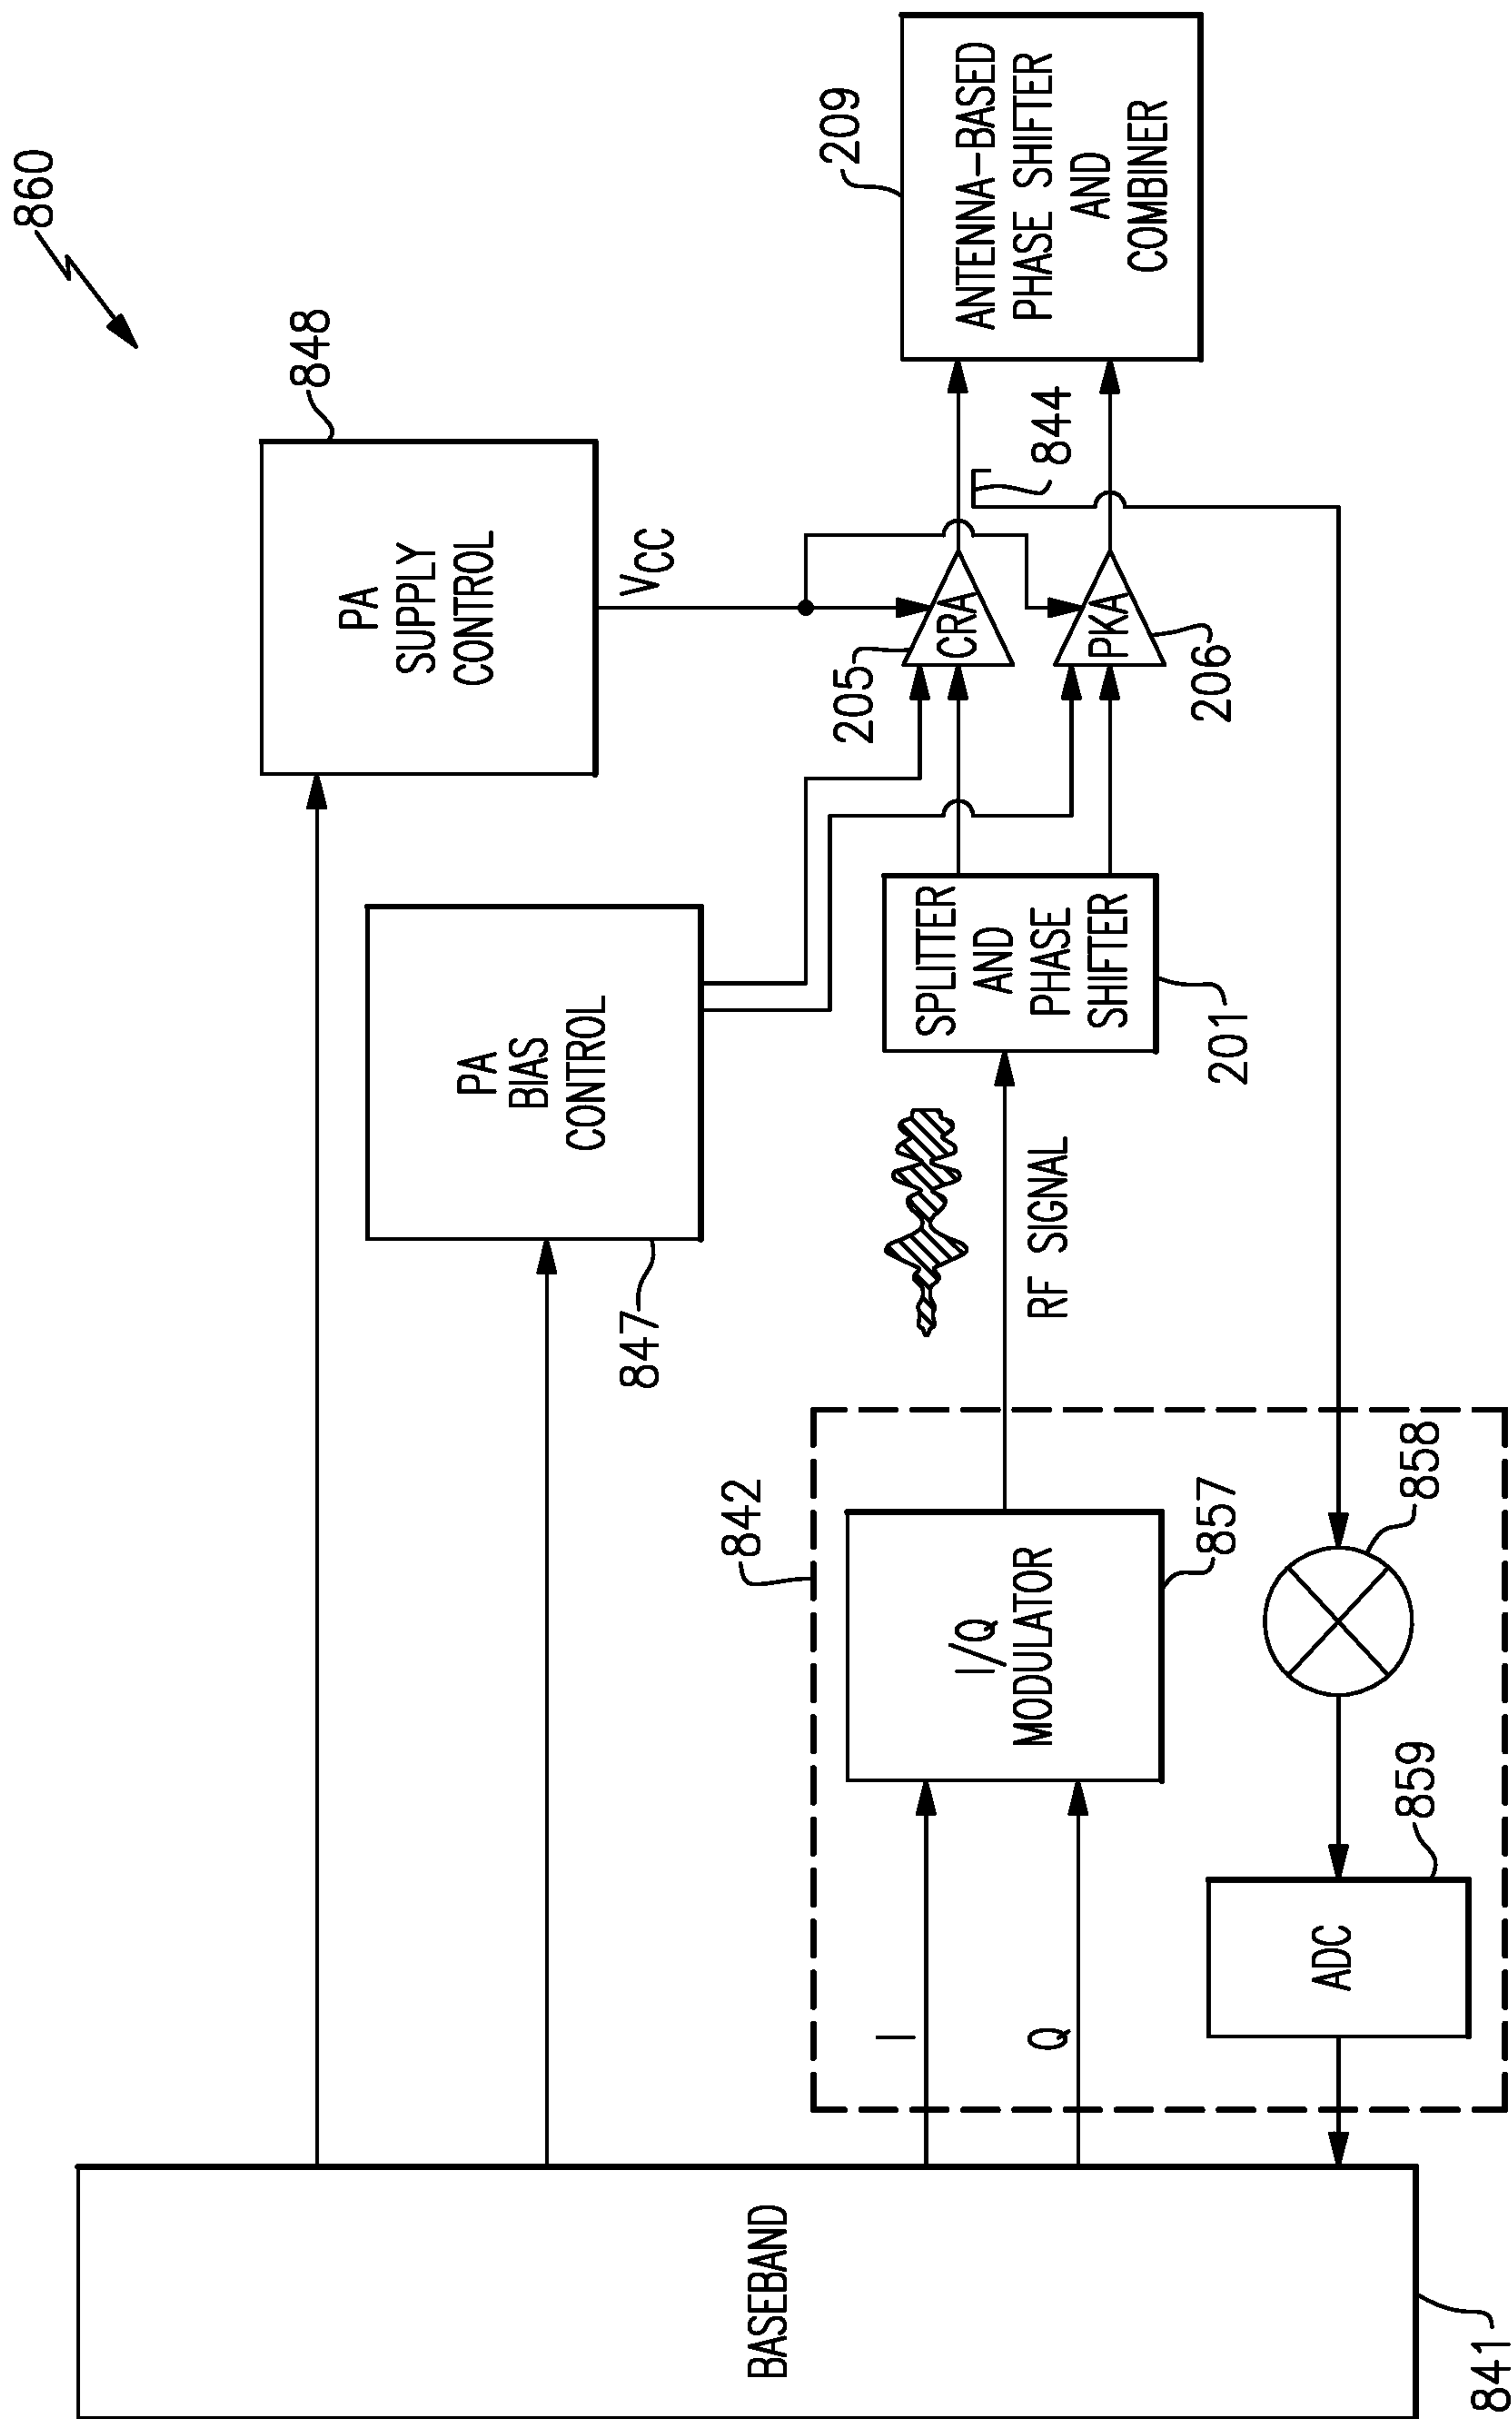 860
848
PA
SUPPLY
CONTROL
VCC
PA
BIAS
CONTROL
847
209
ANTENNA-BASED
PHASE SHIFTER
AND
COMBINER
844
205
CRA
PKA
206
SPLITTER
AND
PHASE
SHIFTER
201
RF SIGNAL
842
I/Q
MODULATOR
857
858
859
ADC
I
Q
BASEBAND
841